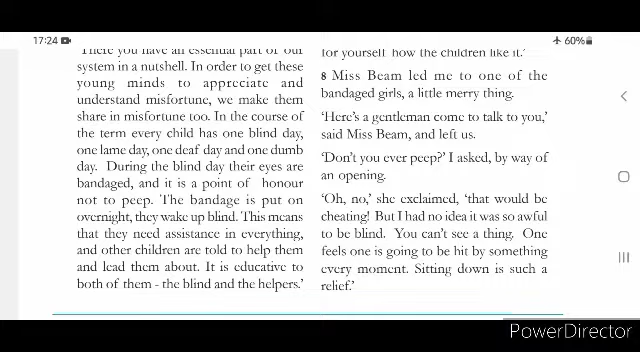 17:24
60%
There you have an essential part of our
system in a nutshell. In order to get these
young minds to appreciate and
understand misfortune, we make them
share in misfortune too. In the course of
the term every child has one blind day,
one lame day, one deaf day and one dumb
day. During the blind day their eyes are
bandaged, and it is a point of honour
not to peep. The bandage is put on
overnight, they wake up blind. This means
that they need assistance in everything,
and other children are told to help them
and lead them about. It is educative to
both of them - the blind and the helpers.’
for yourself how the children like it.’
8 Miss Beam led me to one of the
bandaged girls, a little merry thing.
‘Here’s a gentleman come to talk to you,’
said Miss Beam, and left us.
‘Don’t you ever peep?’ I asked, by way of
an opening.
‘Oh, no,’ she exclaimed, ‘that would be
cheating! But I had no idea it was so awful
to be blind. You can’t see a thing. One
feels one is going to be hit by something
every moment. Sitting down is such a
relief.’
PowerDirector